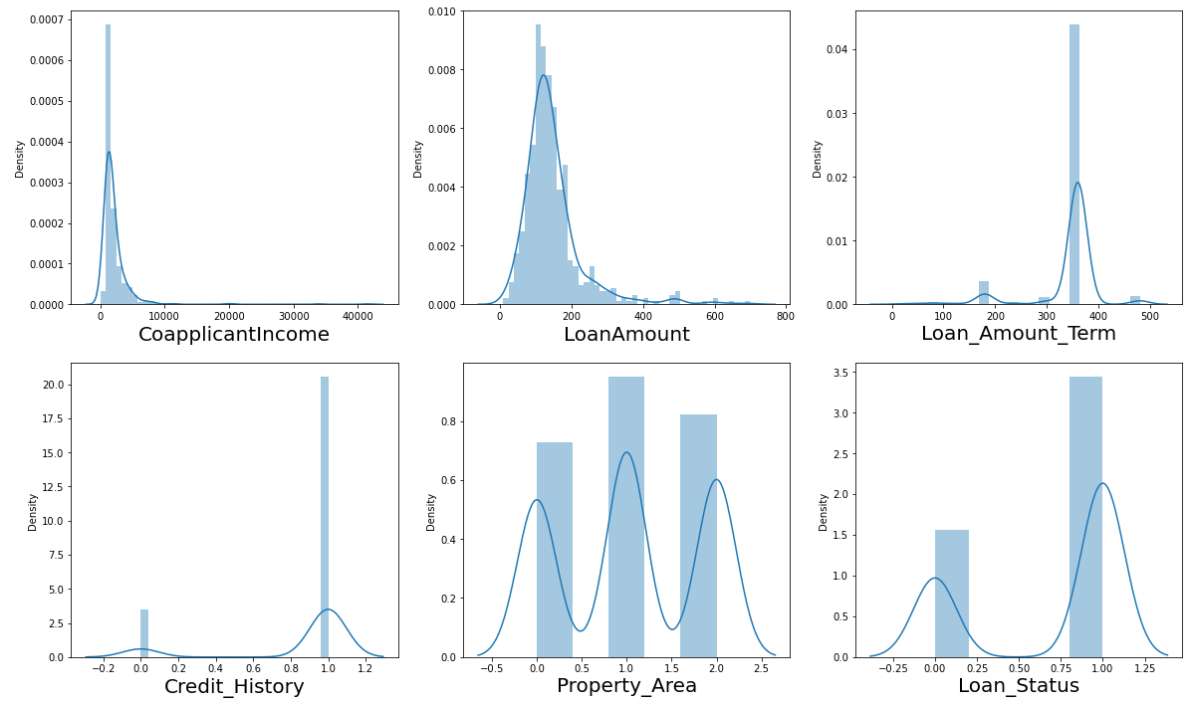 0.0007
0.0006
0.0005
0.0004
0.0003
0.0002
0.0001
0.0000
Density
0 10000 20000 30000 40000
CoapplicantIncome
0.010
0.008
0.006
0.004
0.002
0.000
Density
0 200 400 600 800
LoanAmount
0.04
0.03
0.02
0.01
0.00
Density
0 100 200 300 400 500
Loan_Amount_Term
20.0
17.5
15.0
12.5
10.0
7.5
5.0
2.5
0.0
Density
−0.2 0.0 0.2 0.4 0.6 0.8 1.0 1.2
Credit_History
0.8
0.6
0.4
0.2
0.0
Density
−0.5 0.0 0.5 1.0 1.5 2.0 2.5
Property_Area
3.5
3.0
2.5
2.0
1.5
1.0
0.5
0.0
Density
−0.25 0.00 0.25 0.50 0.75 1.00 1.25
Loan_Status